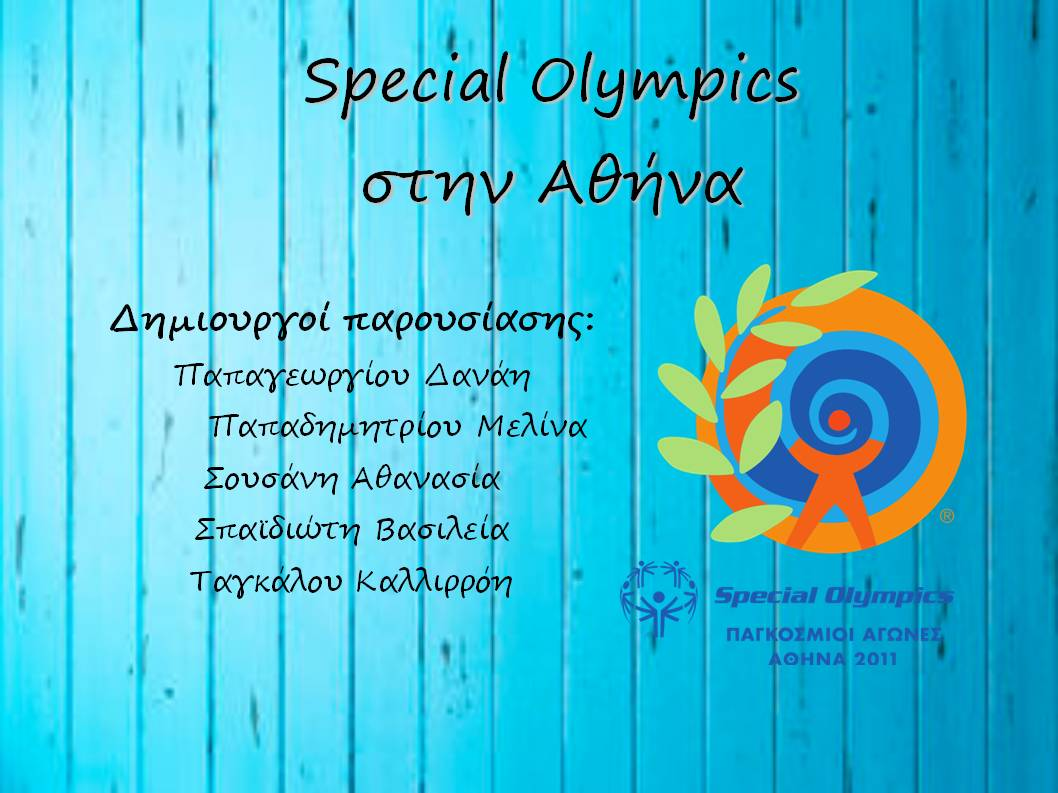 Special Olympics
στην Αθήνα
Δημιουργοί παρουσίασης:
Παπαγεωργίου Δανάη
Παπαδημητρίου Μελίνα
Σουσάνη Αθανασία
Σπαϊδιώτη Βασιλεία
Ταγκάλου Καλλιρρόη
®
Special Olympics
ΠΑΓΚΟΣΜΙΟΙ ΑΓΩΝΕΣ
ΑΘΗΝΑ 2011